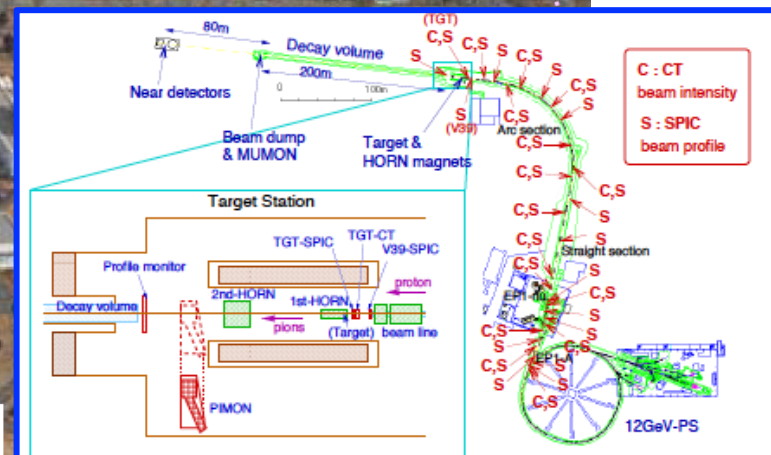 80m
(TGT)
C,S
C,S
S
Decay volume
S
S
S
200m
S
Near detectors
0
100m
C,S
S
S
(V39)
Arc section
Beam dump
& MUMON
Target &
HORN magnets
C,S
C,S
C,S
S
C,S
S
Straight section
C,S
S
C,S
S
C : CT
beam intensity
S : SPIC
beam profile
Target Station
TGT-CT
TGT-SPIC
V39-SPIC
Profile monitor
2nd-HORN
1st-HORN
proton
Decay volume
pions
(Target)
beam line
PIMON
C,S
S
C,S
S
S
C,S
EP1-A
C,S
S
C,S
12GeV-PS